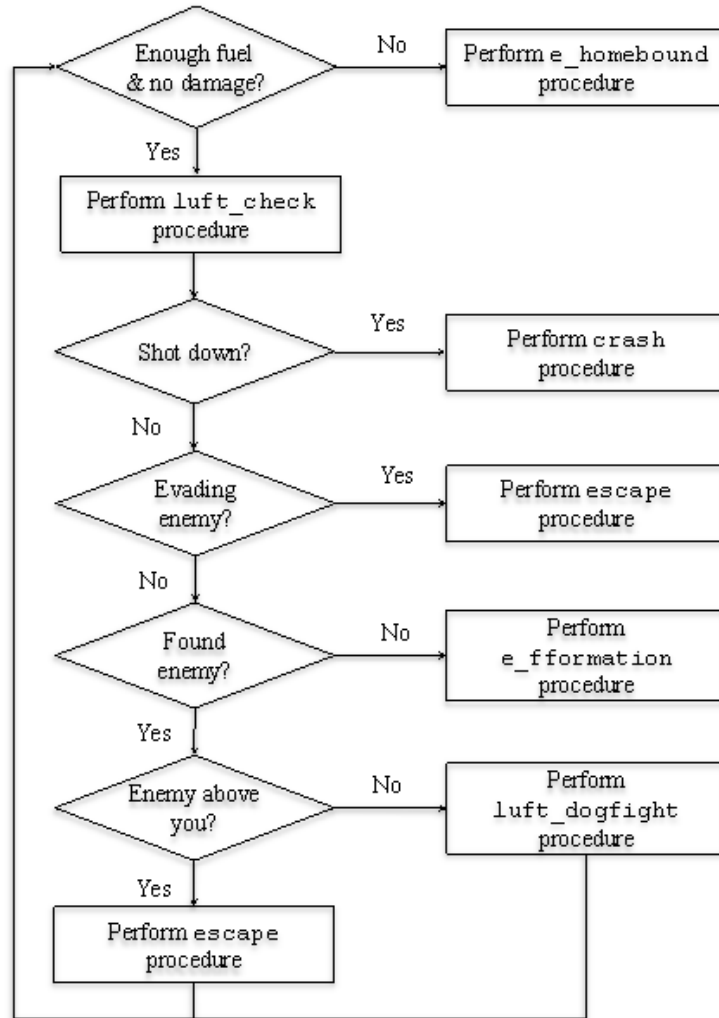 Enough fuel
& no damage?
No
Perform e_homebound
procedure
Yes
Perform luft_check
procedure
Shot down?
Yes
Perform crash
procedure
No
Evading
enemy?
Yes
Perform escape
procedure
No
Found
enemy?
No
Perform
e_fformation
procedure
Yes
Enemy above
you?
No
Perform
luft_dogfight
procedure
Yes
Perform escape
procedure